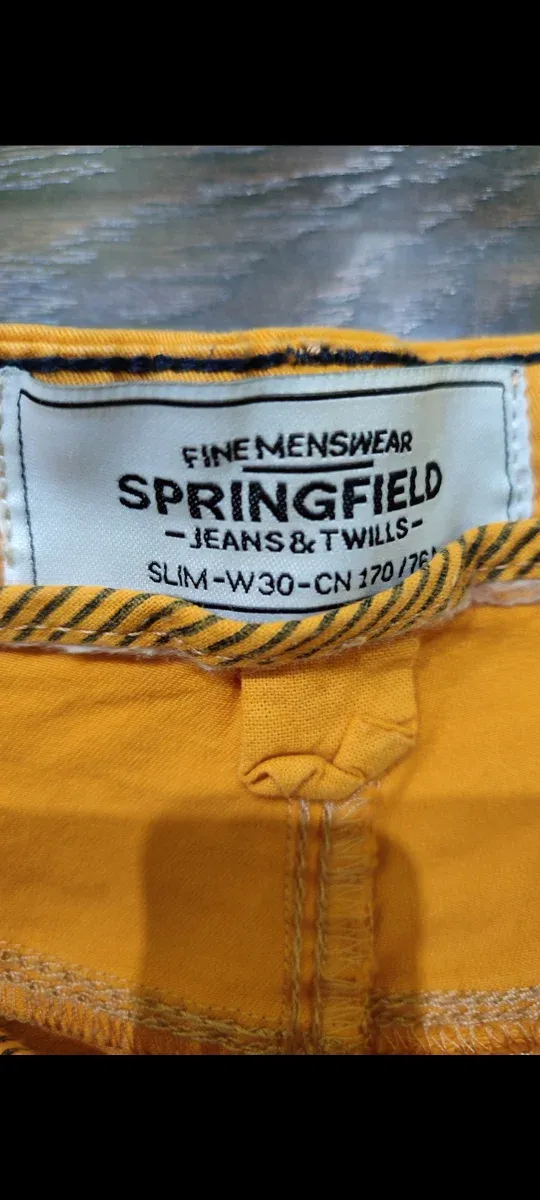 FINE MENSWEAR
SPRINGFIELD
-JEANS & TWILLS-
SLIM-W30-CN 170/76